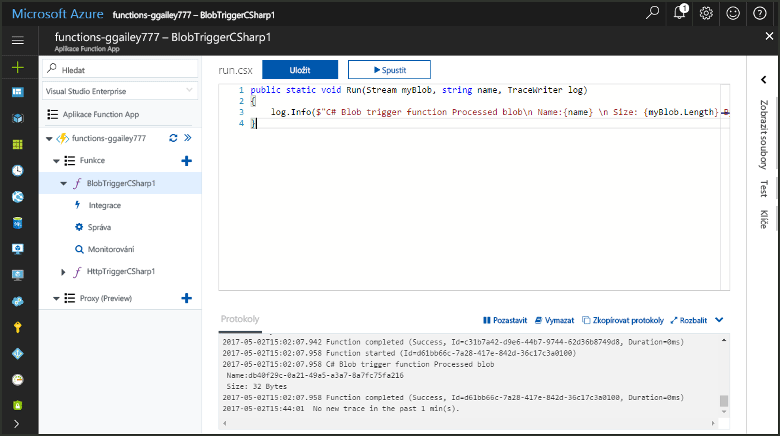 Microsoft Azure functions-ggailey777 – BlobTriggerCSharp1
1
functions-ggailey777 – BlobTriggerCSharp1
Aplikace Function App
Hledat
Visual Studio Enterprise
Aplikace Function App
functions-ggailey777
Funkce
BlobTriggerCSharp1
Integrace
Správa
Monitorování
HttpTriggerCSharp1
Proxy (Preview)
run.csx Uložit Spustit
1 public static void Run(Stream myBlob, string name, TraceWriter log)
2 {
3 log.Info($"C# Blob trigger function Processed blob\n Name:{name} \n Size: {myBlob.Length} B
4 }
Protokoly Pozastavit Vymazat Zkopírovat protokoly Rozbalit
2017-05-02T15:02:07.942 Function completed (Success, Id=c31b7a42-d9e6-44b7-9744-62d36b8749d8, Duration=0ms)
2017-05-02T15:02:07.958 Function started (Id=d61bb66c-7a28-417e-842d-36c17c3a0100)
2017-05-02T15:02:07.958 C# Blob trigger function Processed blob
Name:db40f29c-0a21-49a5-a3a7-8a7fc75fa216
Size: 32 Bytes
2017-05-02T15:02:07.958 Function completed (Success, Id=d61bb66c-7a28-417e-842d-36c17c3a0100, Duration=0ms)
2017-05-02T15:44:01 No new trace in the past 1 min(s).
Zobrazit soubory
Test
Klíče